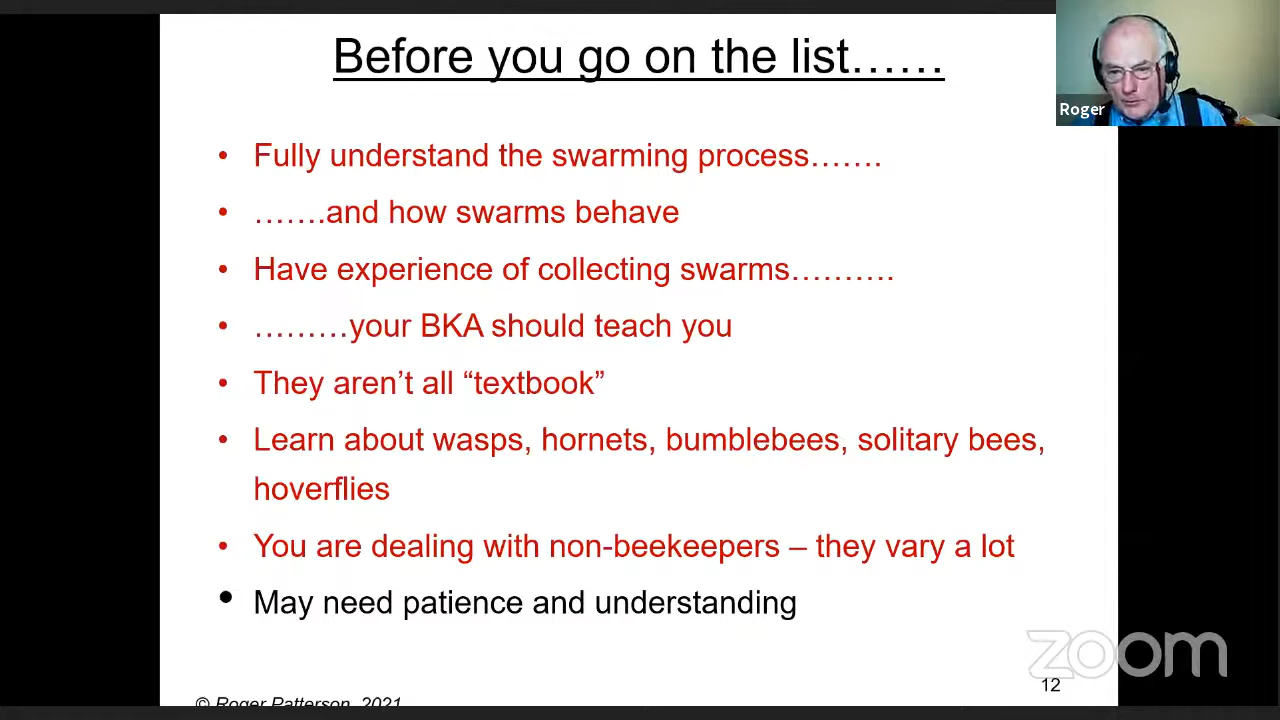 Before you go on the list……
Roger
• Fully understand the swarming process…….
• …….and how swarms behave
• Have experience of collecting swarms……….
• ………your BKA should teach you
• They aren’t all “textbook”
• Learn about wasps, hornets, bumblebees, solitary bees,
hoverflies
• You are dealing with non-beekeepers – they vary a lot
• May need patience and understanding
zoom
12
© Roger Patterson, 2021